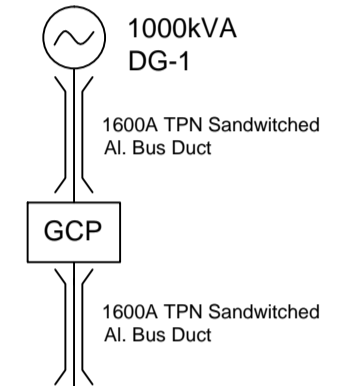 1000kVA
DG-1
1600A TPN Sandwitched
Al. Bus Duct
GCP
1600A TPN Sandwitched
Al. Bus Duct